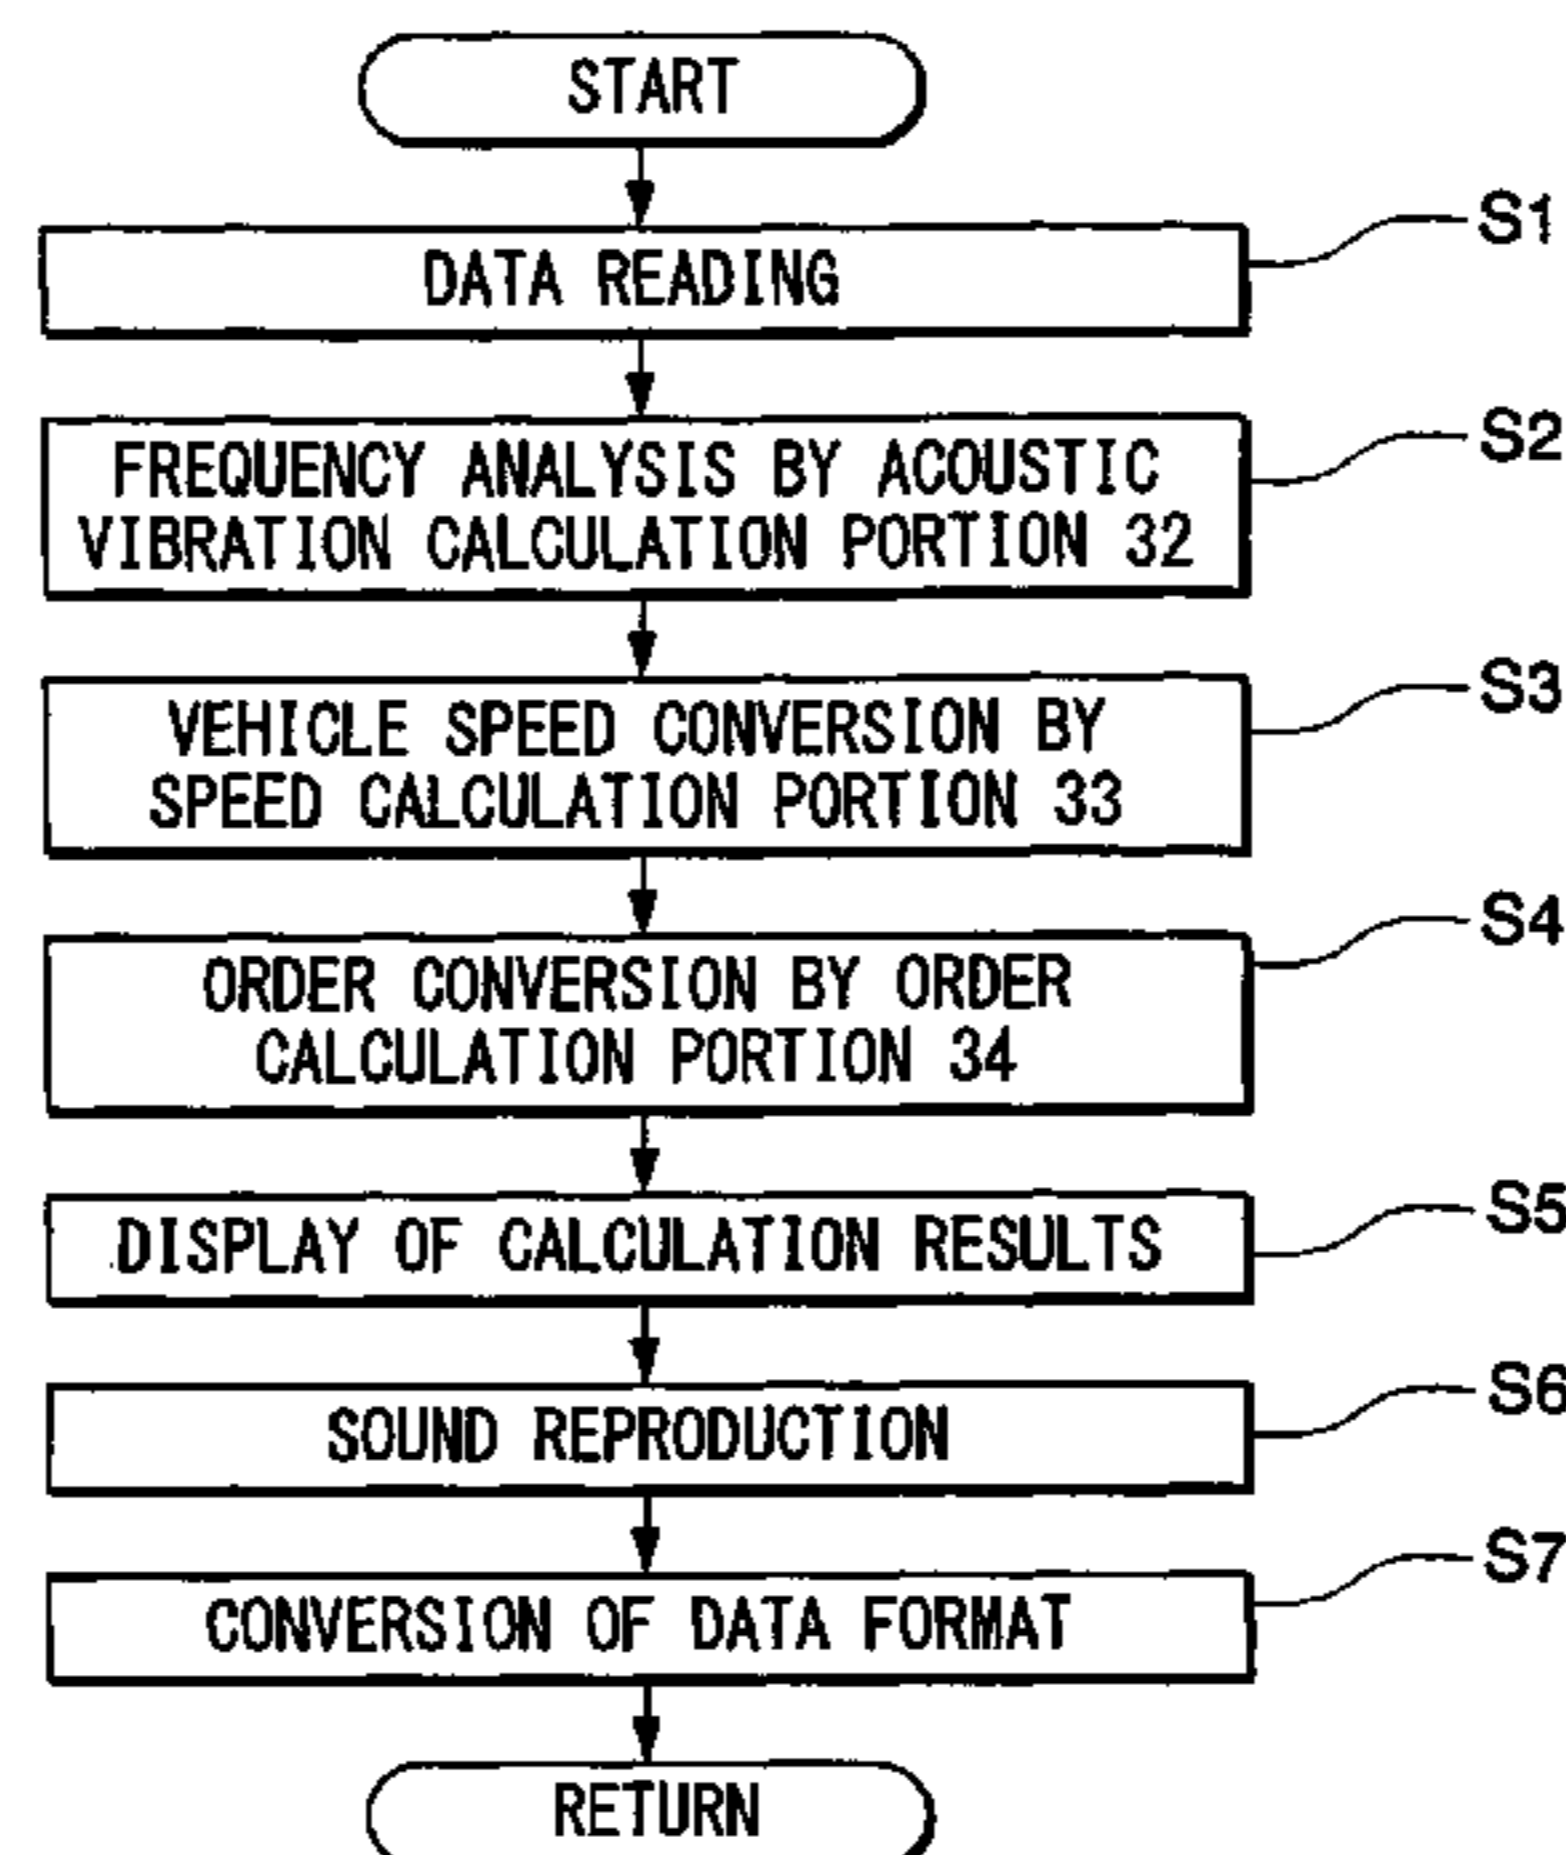 START
DATA READING
S1
FREQUENCY ANALYSIS BY ACOUSTIC
VIBRATION CALCULATION PORTION 32
S2
VEHICLE SPEED CONVERSION BY
SPEED CALCULATION PORTION 33
S3
ORDER CONVERSION BY ORDER
CALCULATION PORTION 34
S4
DISPLAY OF CALCULATION RESULTS
S5
SOUND REPRODUCTION
S6
CONVERSION OF DATA FORMAT
S7
RETURN